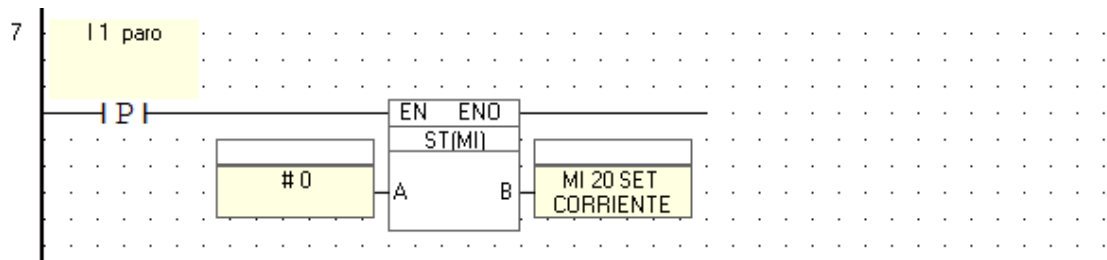 7
I 1 paro
P
EN ENO
ST(MI)
# 0
A B
MI 20 SET
CORRIENTE